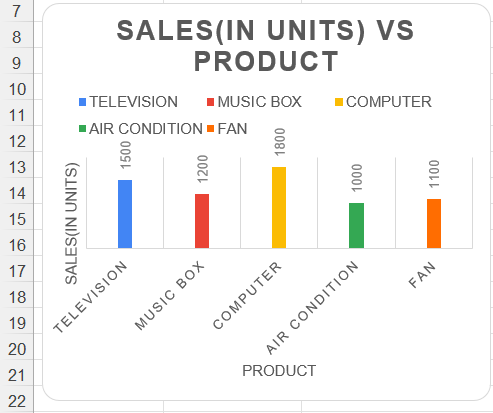 7
8
9
10
11
12
13
14
15
16
17
18
19
20
21
22
SALES(IN UNITS) VS
PRODUCT
TELEVISION MUSIC BOX COMPUTER
AIR CONDITION FAN
SALES(IN UNITS)
1500
1200
1800
1000
1100
TELEVISION
MUSIC BOX
COMPUTER
AIR CONDITION
FAN
PRODUCT